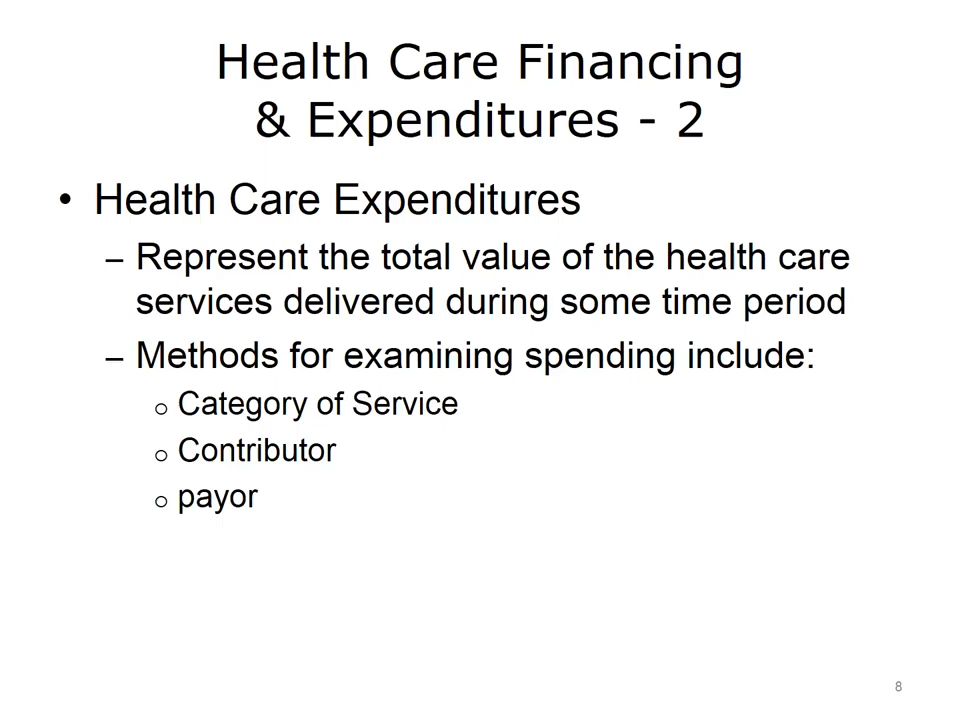 Health Care Financing
& Expenditures - 2
• Health Care Expenditures
– Represent the total value of the health care
services delivered during some time period
– Methods for examining spending include:
o Category of Service
o Contributor
o payor
8